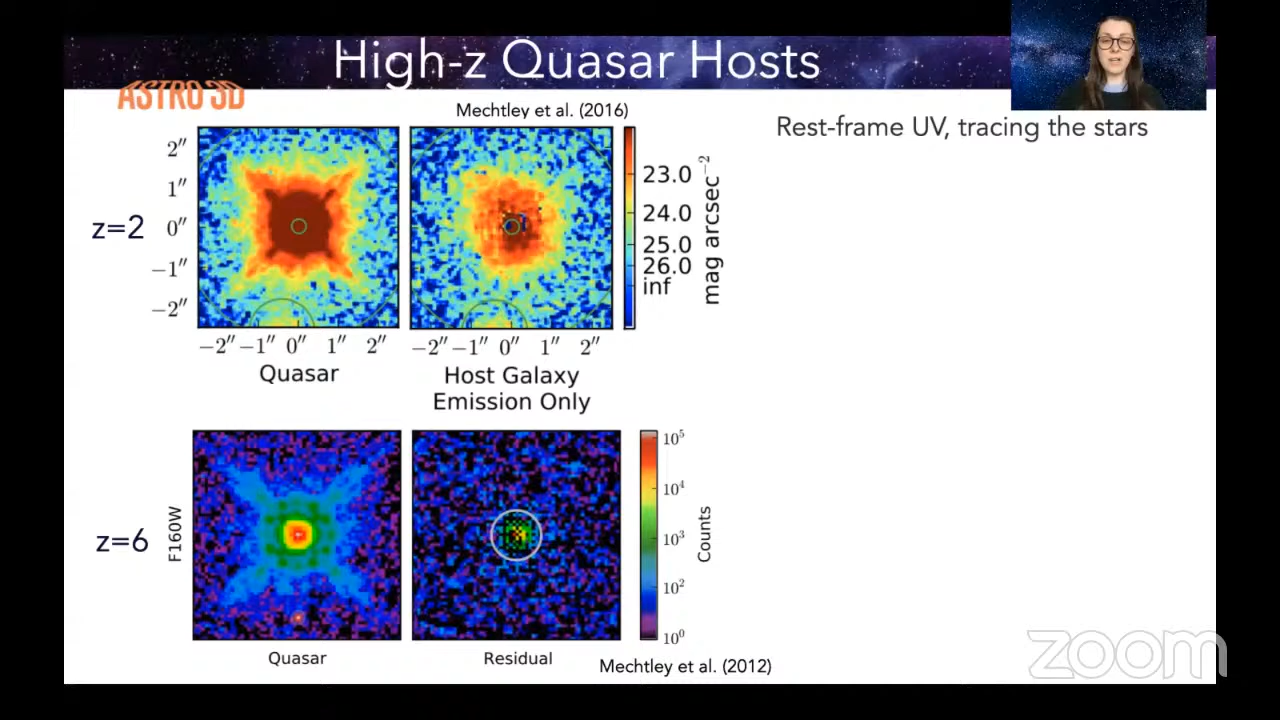 High-z Quasar Hosts
ASTRO 3D
Mechtley et al. (2016)
Rest-frame UV, tracing the stars
z=2
2″
1″
0″
−1″
−2″
−2″ −1″ 0″ 1″ 2″
−2″ −1″ 0″ 1″ 2″
23.0
24.0
25.0
26.0
inf
mag arcsec⁻²
Quasar
Host Galaxy
Emission Only
z=6
F160W
10⁵
10⁴
10³
10²
10⁰
Counts
Quasar
Residual
Mechtley et al. (2012)
zoom